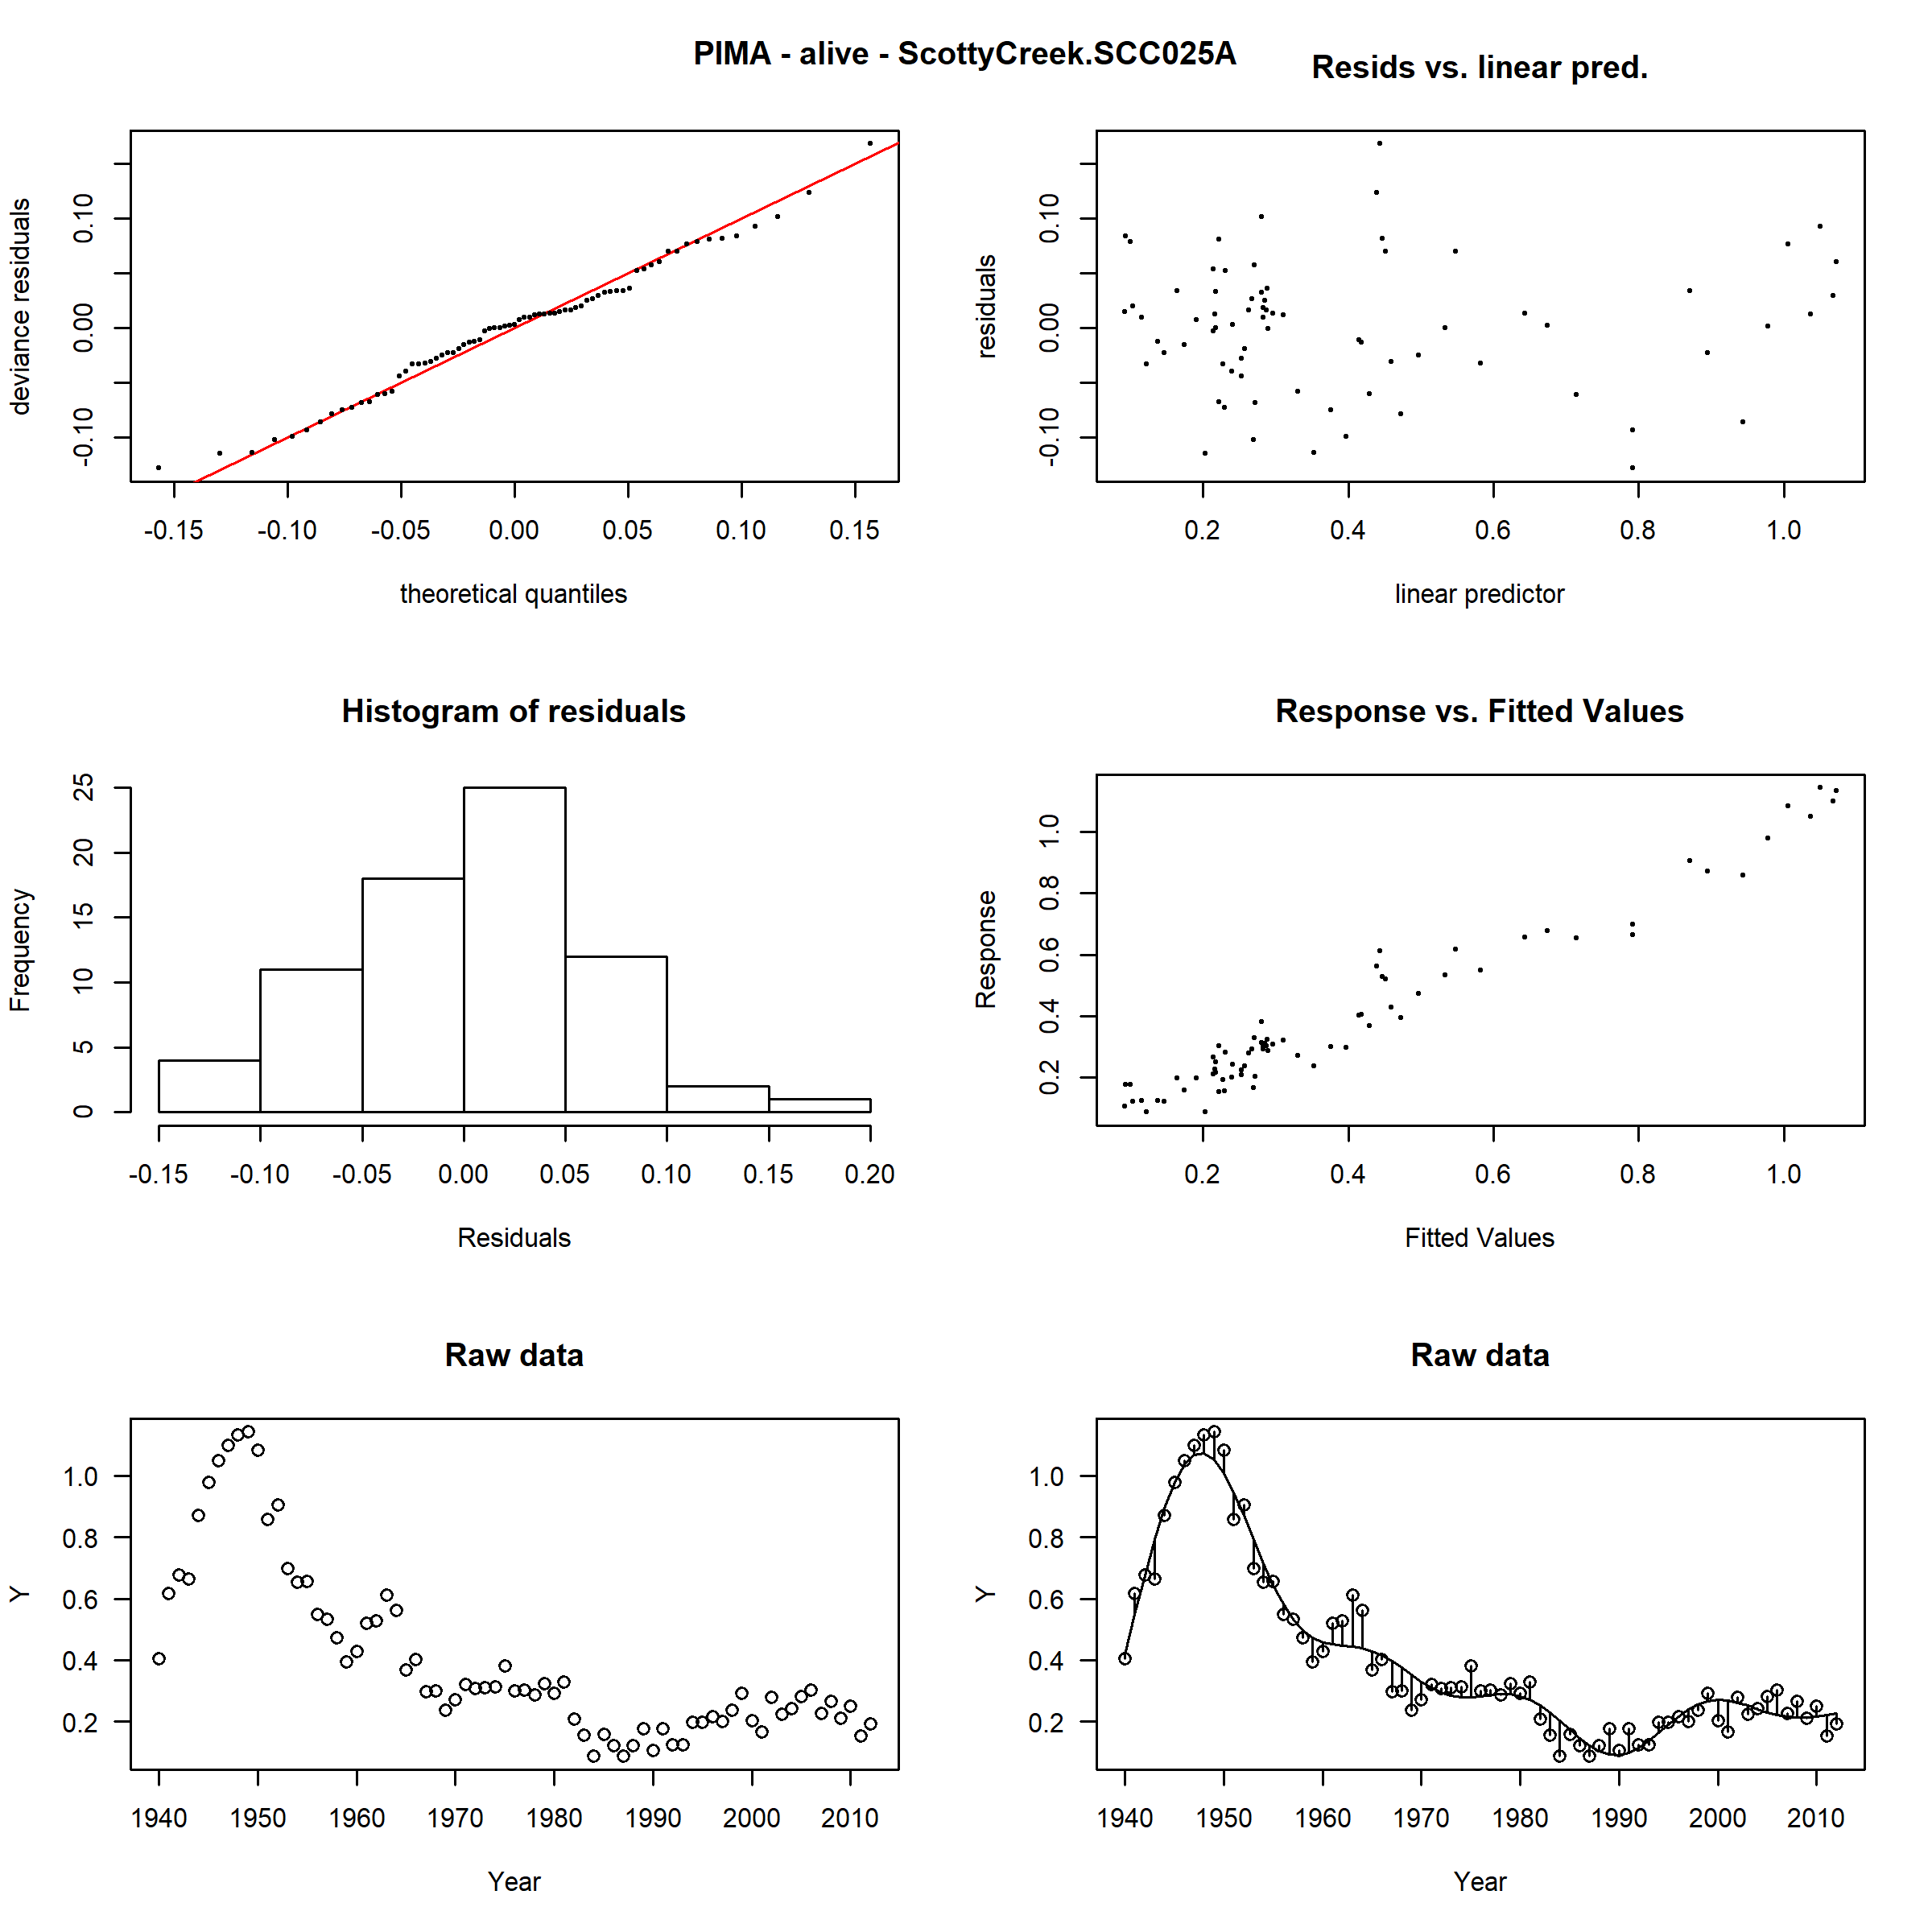 PIMA - alive - ScottyCreek.SCC025A
Resids vs. linear pred.
deviance residuals
-0.10 0.00 0.10
-0.15 -0.10 -0.05 0.00 0.05 0.10 0.15
theoretical quantiles
residuals
-0.10 0.00 0.10
0.2 0.4 0.6 0.8 1.0
linear predictor
Histogram of residuals
Frequency
0 5 10 15 20 25
-0.15 -0.10 -0.05 0.00 0.05 0.10 0.15 0.20
Residuals
Response vs. Fitted Values
Response
0.2 0.4 0.6 0.8 1.0
0.2 0.4 0.6 0.8 1.0
Fitted Values
Raw data
Y
1.0
0.8
0.6
0.4
0.2
1940 1950 1960 1970 1980 1990 2000 2010
Year
Raw data
Y
1.0
0.8
0.6
0.4
0.2
1940 1950 1960 1970 1980 1990 2000 2010
Year